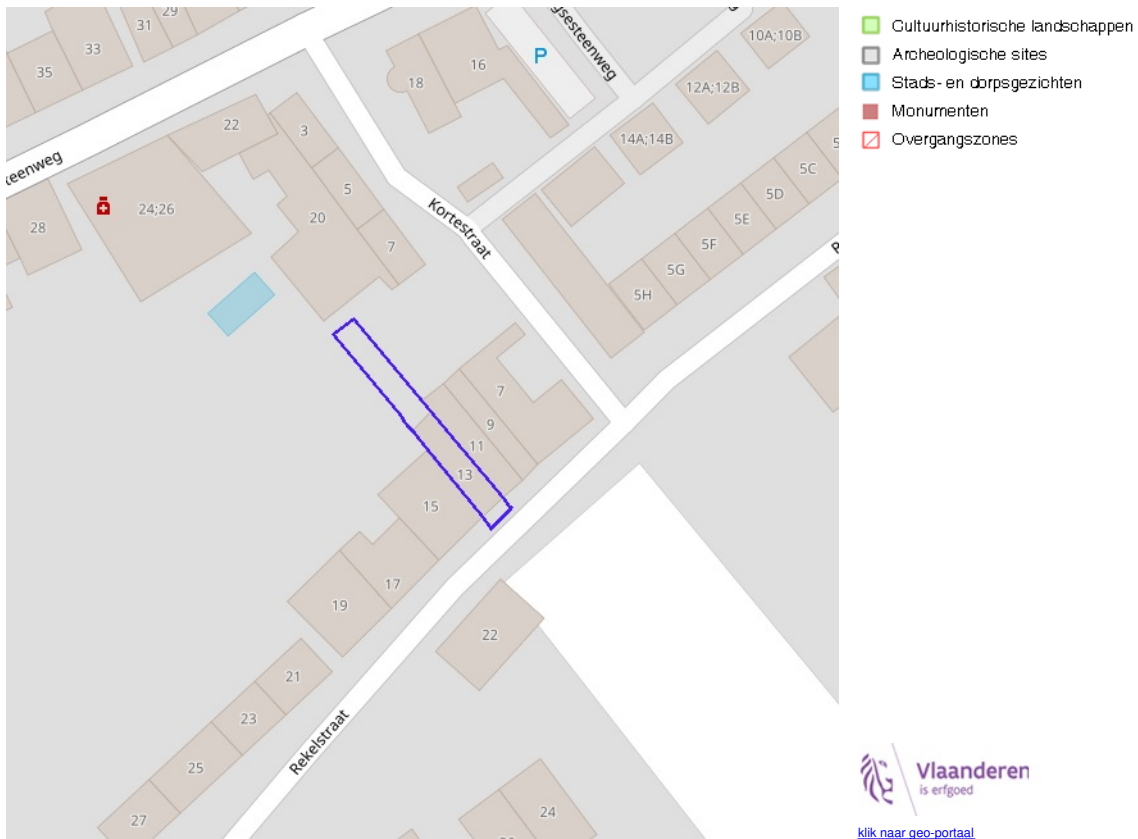 Cultuurhistorische landschappen
Archeologische sites
Stads- en dorpsgezichten
Monumenten
Overgangszones
31
29
33
35
16
18
P
gsesteenweg
10A;10B
12A;12B
14A;14B
22
3
5
7
20
teenweg
24;26
28
Kortestraat
5C
5D
5E
5F
5G
5H
7
9
11
13
15
17
19
21
22
23
25
27
Rekelstraat
24
Vlaanderen
is erfgoed
klik naar geo-portaal